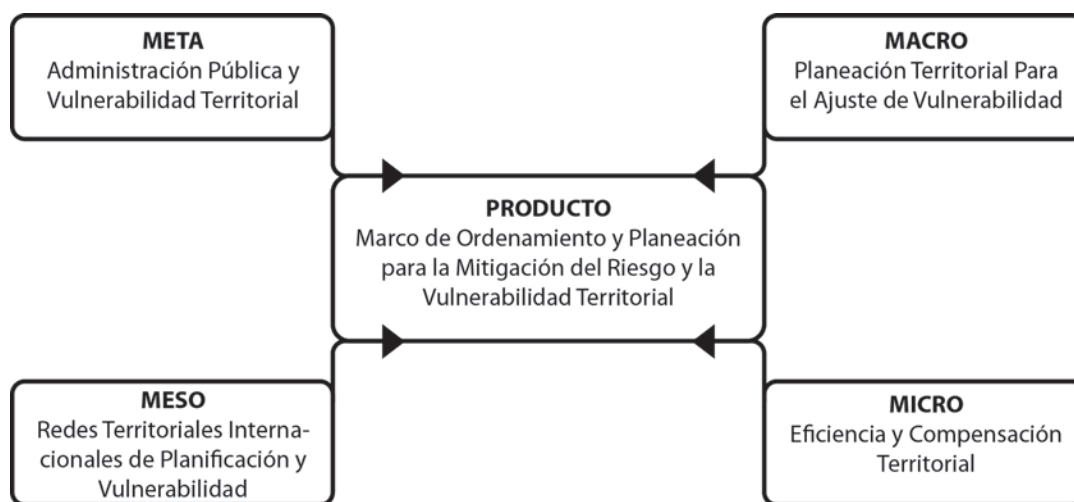 META
Administración Pública y
Vulnerabilidad Territorial
MACRO
Planeación Territorial Para
el Ajuste de Vulnerabilidad
PRODUCTO
Marco de Ordenamiento y Planeación
para la Mitigación del Riesgo y la
Vulnerabilidad Territorial
MESO
Redes Territoriales Interna-
cionales de Planificación y
Vulnerabilidad
MICRO
Eficiencia y Compensación
Territorial